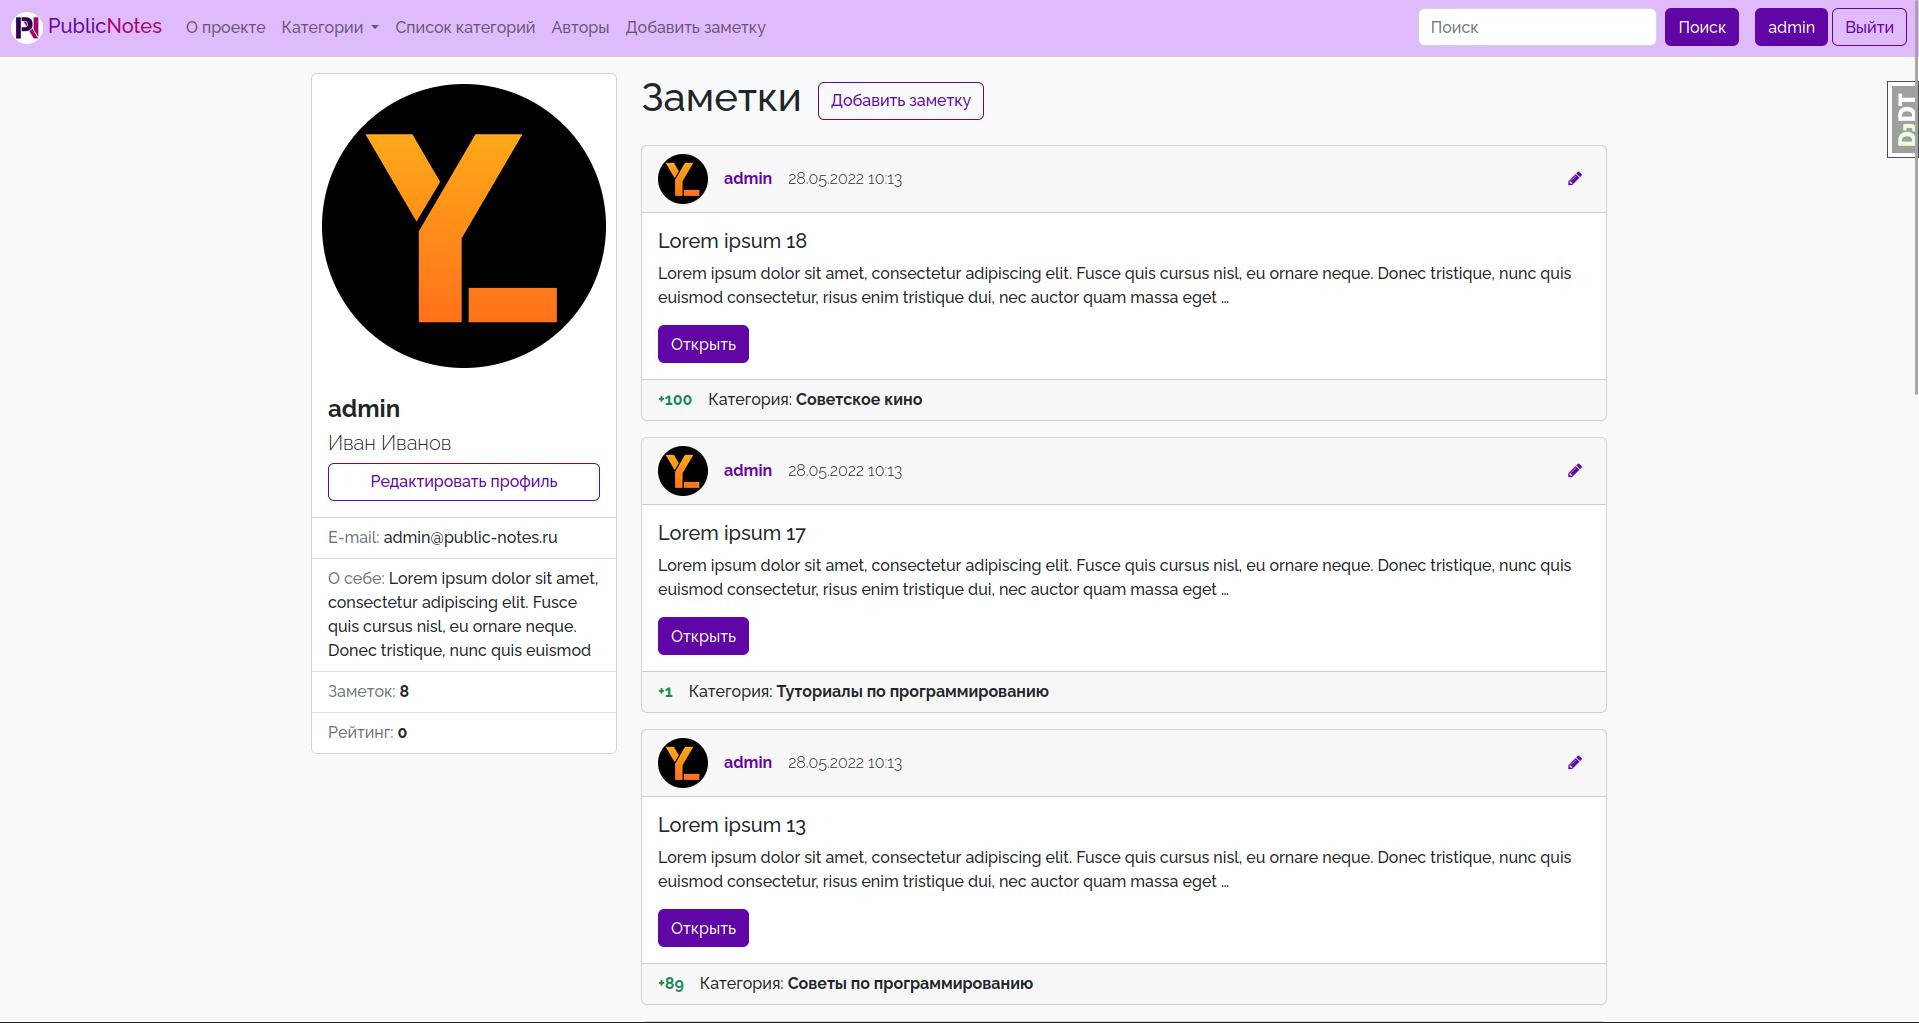 PublicNotes О проекте Категории Список категорий Авторы Добавить заметку Поиск Поиск admin Выйти
DJDT
YL
admin
Иван Иванов
Редактировать профиль
E-mail: admin@public-notes.ru
О себе: Lorem ipsum dolor sit amet,
consectetur adipiscing elit. Fusce
quis cursus nisl, eu ornare neque.
Donec tristique, nunc quis euismod
Заметок: 8
Рейтинг: 0
Заметки Добавить заметку
YL admin 28.05.2022 10:13
Lorem ipsum 18
Lorem ipsum dolor sit amet, consectetur adipiscing elit. Fusce quis cursus nisl, eu ornare neque. Donec tristique, nunc quis
euismod consectetur, risus enim tristique dui, nec auctor quam massa eget …
Открыть
+100 Категория: Советское кино
YL admin 28.05.2022 10:13
Lorem ipsum 17
Lorem ipsum dolor sit amet, consectetur adipiscing elit. Fusce quis cursus nisl, eu ornare neque. Donec tristique, nunc quis
euismod consectetur, risus enim tristique dui, nec auctor quam massa eget …
Открыть
+1 Категория: Туториалы по программированию
YL admin 28.05.2022 10:13
Lorem ipsum 13
Lorem ipsum dolor sit amet, consectetur adipiscing elit. Fusce quis cursus nisl, eu ornare neque. Donec tristique, nunc quis
euismod consectetur, risus enim tristique dui, nec auctor quam massa eget …
Открыть
+89 Категория: Советы по программированию